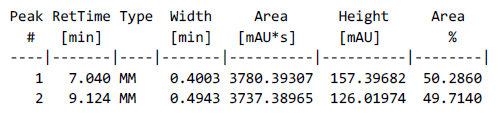 Peak RetTime Type  Width     Area      Height     Area
  #   [min]        [min]   [mAU*s]     [mAU]        %
----|-------|----|-------|----------|----------|--------|
   1   7.040 MM    0.4003 3780.39307  157.39682  50.2860
   2   9.124 MM    0.4943 3737.38965  126.01974  49.7140